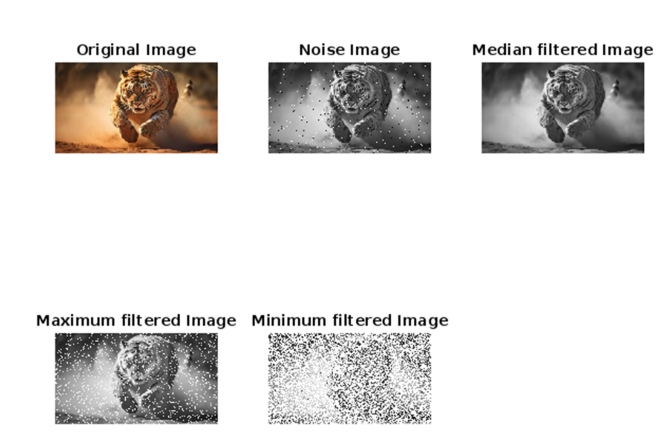 Original Image
Noise Image
Median filtered Image
Maximum filtered Image
Minimum filtered Image